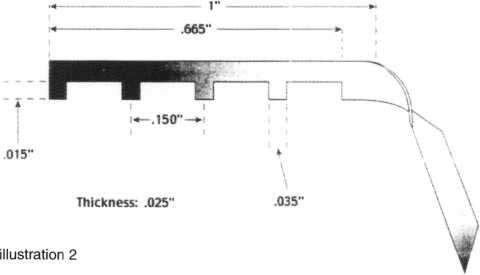 1"
.665"
.150"
.015"
Thickness: .025"
.035"
illustration 2